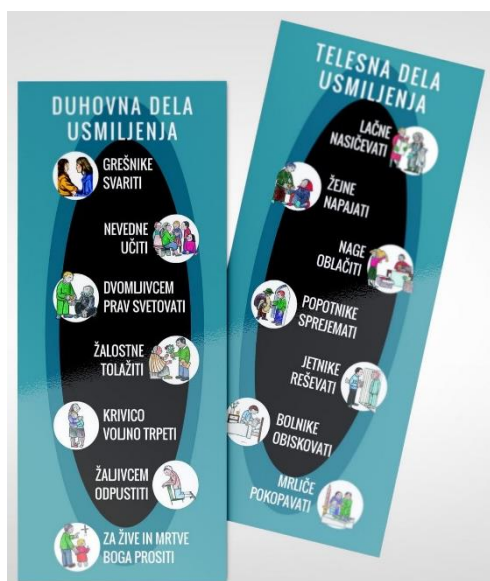 DUHOVNA DELA
USMILJENJA
GREŠNIKE
SVARITI
NEVEDNE
UČITI
DVOMLJIVCEM
PRAV SVETOVATI
ŽALOSTNE
TOLAŽITI
KRIVICO
VOLJNO TRPETI
ŽALJIVCEM
ODPUSTITI
ZA ŽIVE IN MRTVE
BOGA PROSITI
TELESNA DELA
USMILJENJA
LAČNE
NASIČEVATI
ŽEJNE
NAPAJATI
NAGE
OBLAČITI
POPOTNIKE
SPREJEMATI
JETNIKE
REŠEVATI
BOLNIKE
OBISKOVATI
MRLIČE
POKOPAVATI